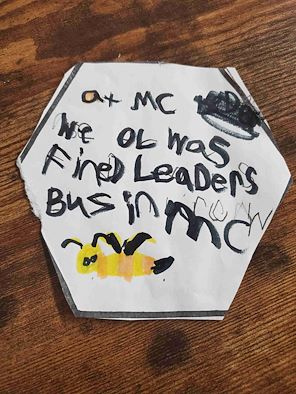 at MC
We OL WAS
Fined LeaDers
Bus in MC